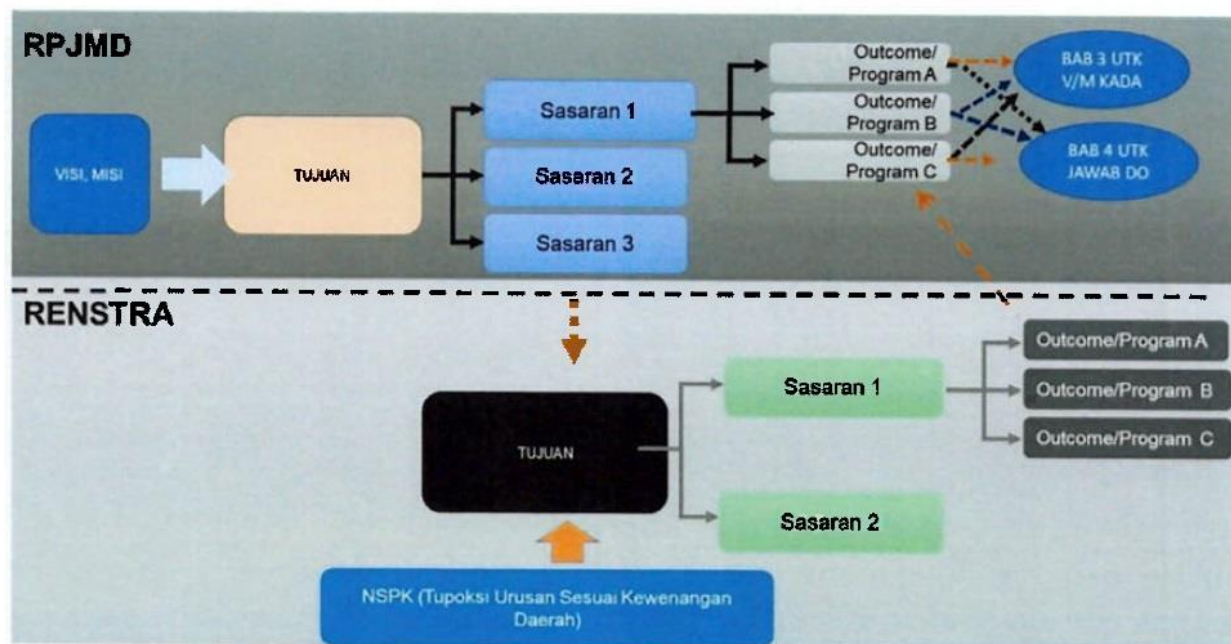 RPJMD
VISI, MISI
TUJUAN
Sasaran 1
Sasaran 2
Sasaran 3
Outcome/
Program A
Outcome/
Program B
Outcome/
Program C
BAB 3 UTK
V/M KADA
BAB 4 UTK
JAWAB DO
RENSTRA
TUJUAN
Sasaran 1
Sasaran 2
Outcome/Program A
Outcome/Program B
Outcome/Program C
NSPK (Tupoksi Urusan Sesuai Kewenangan
Daerah)